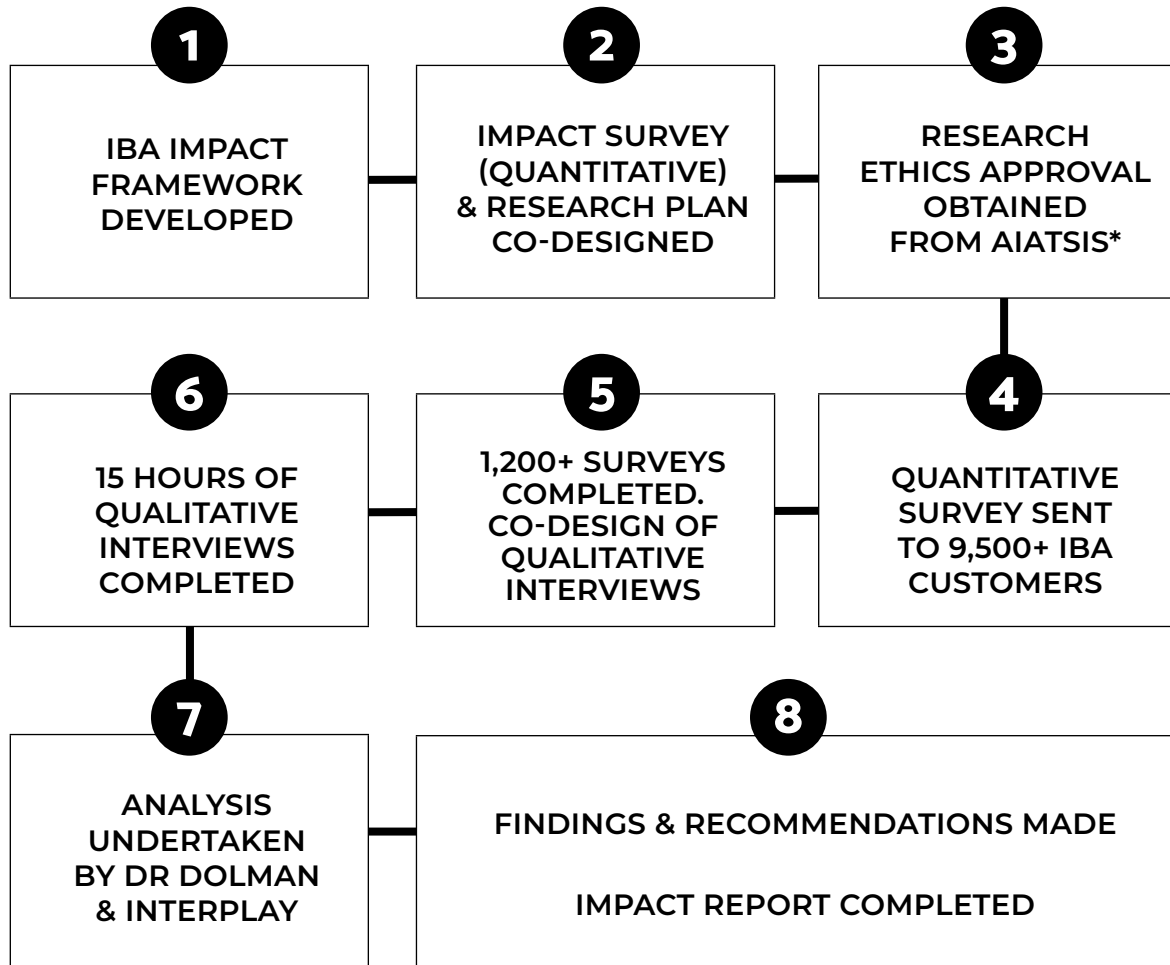 1
IBA IMPACT
FRAMEWORK
DEVELOPED
2
IMPACT SURVEY
(QUANTITATIVE)
& RESEARCH PLAN
CO-DESIGNED
3
RESEARCH
ETHICS APPROVAL
OBTAINED
FROM AIATSIS*
4
QUANTITATIVE
SURVEY SENT
TO 9,500+ IBA
CUSTOMERS
5
1,200+ SURVEYS
COMPLETED.
CO-DESIGN OF
QUALITATIVE
INTERVIEWS
6
15 HOURS OF
QUALITATIVE
INTERVIEWS
COMPLETED
7
ANALYSIS
UNDERTAKEN
BY DR DOLMAN
& INTERPLAY
8
FINDINGS & RECOMMENDATIONS MADE
IMPACT REPORT COMPLETED